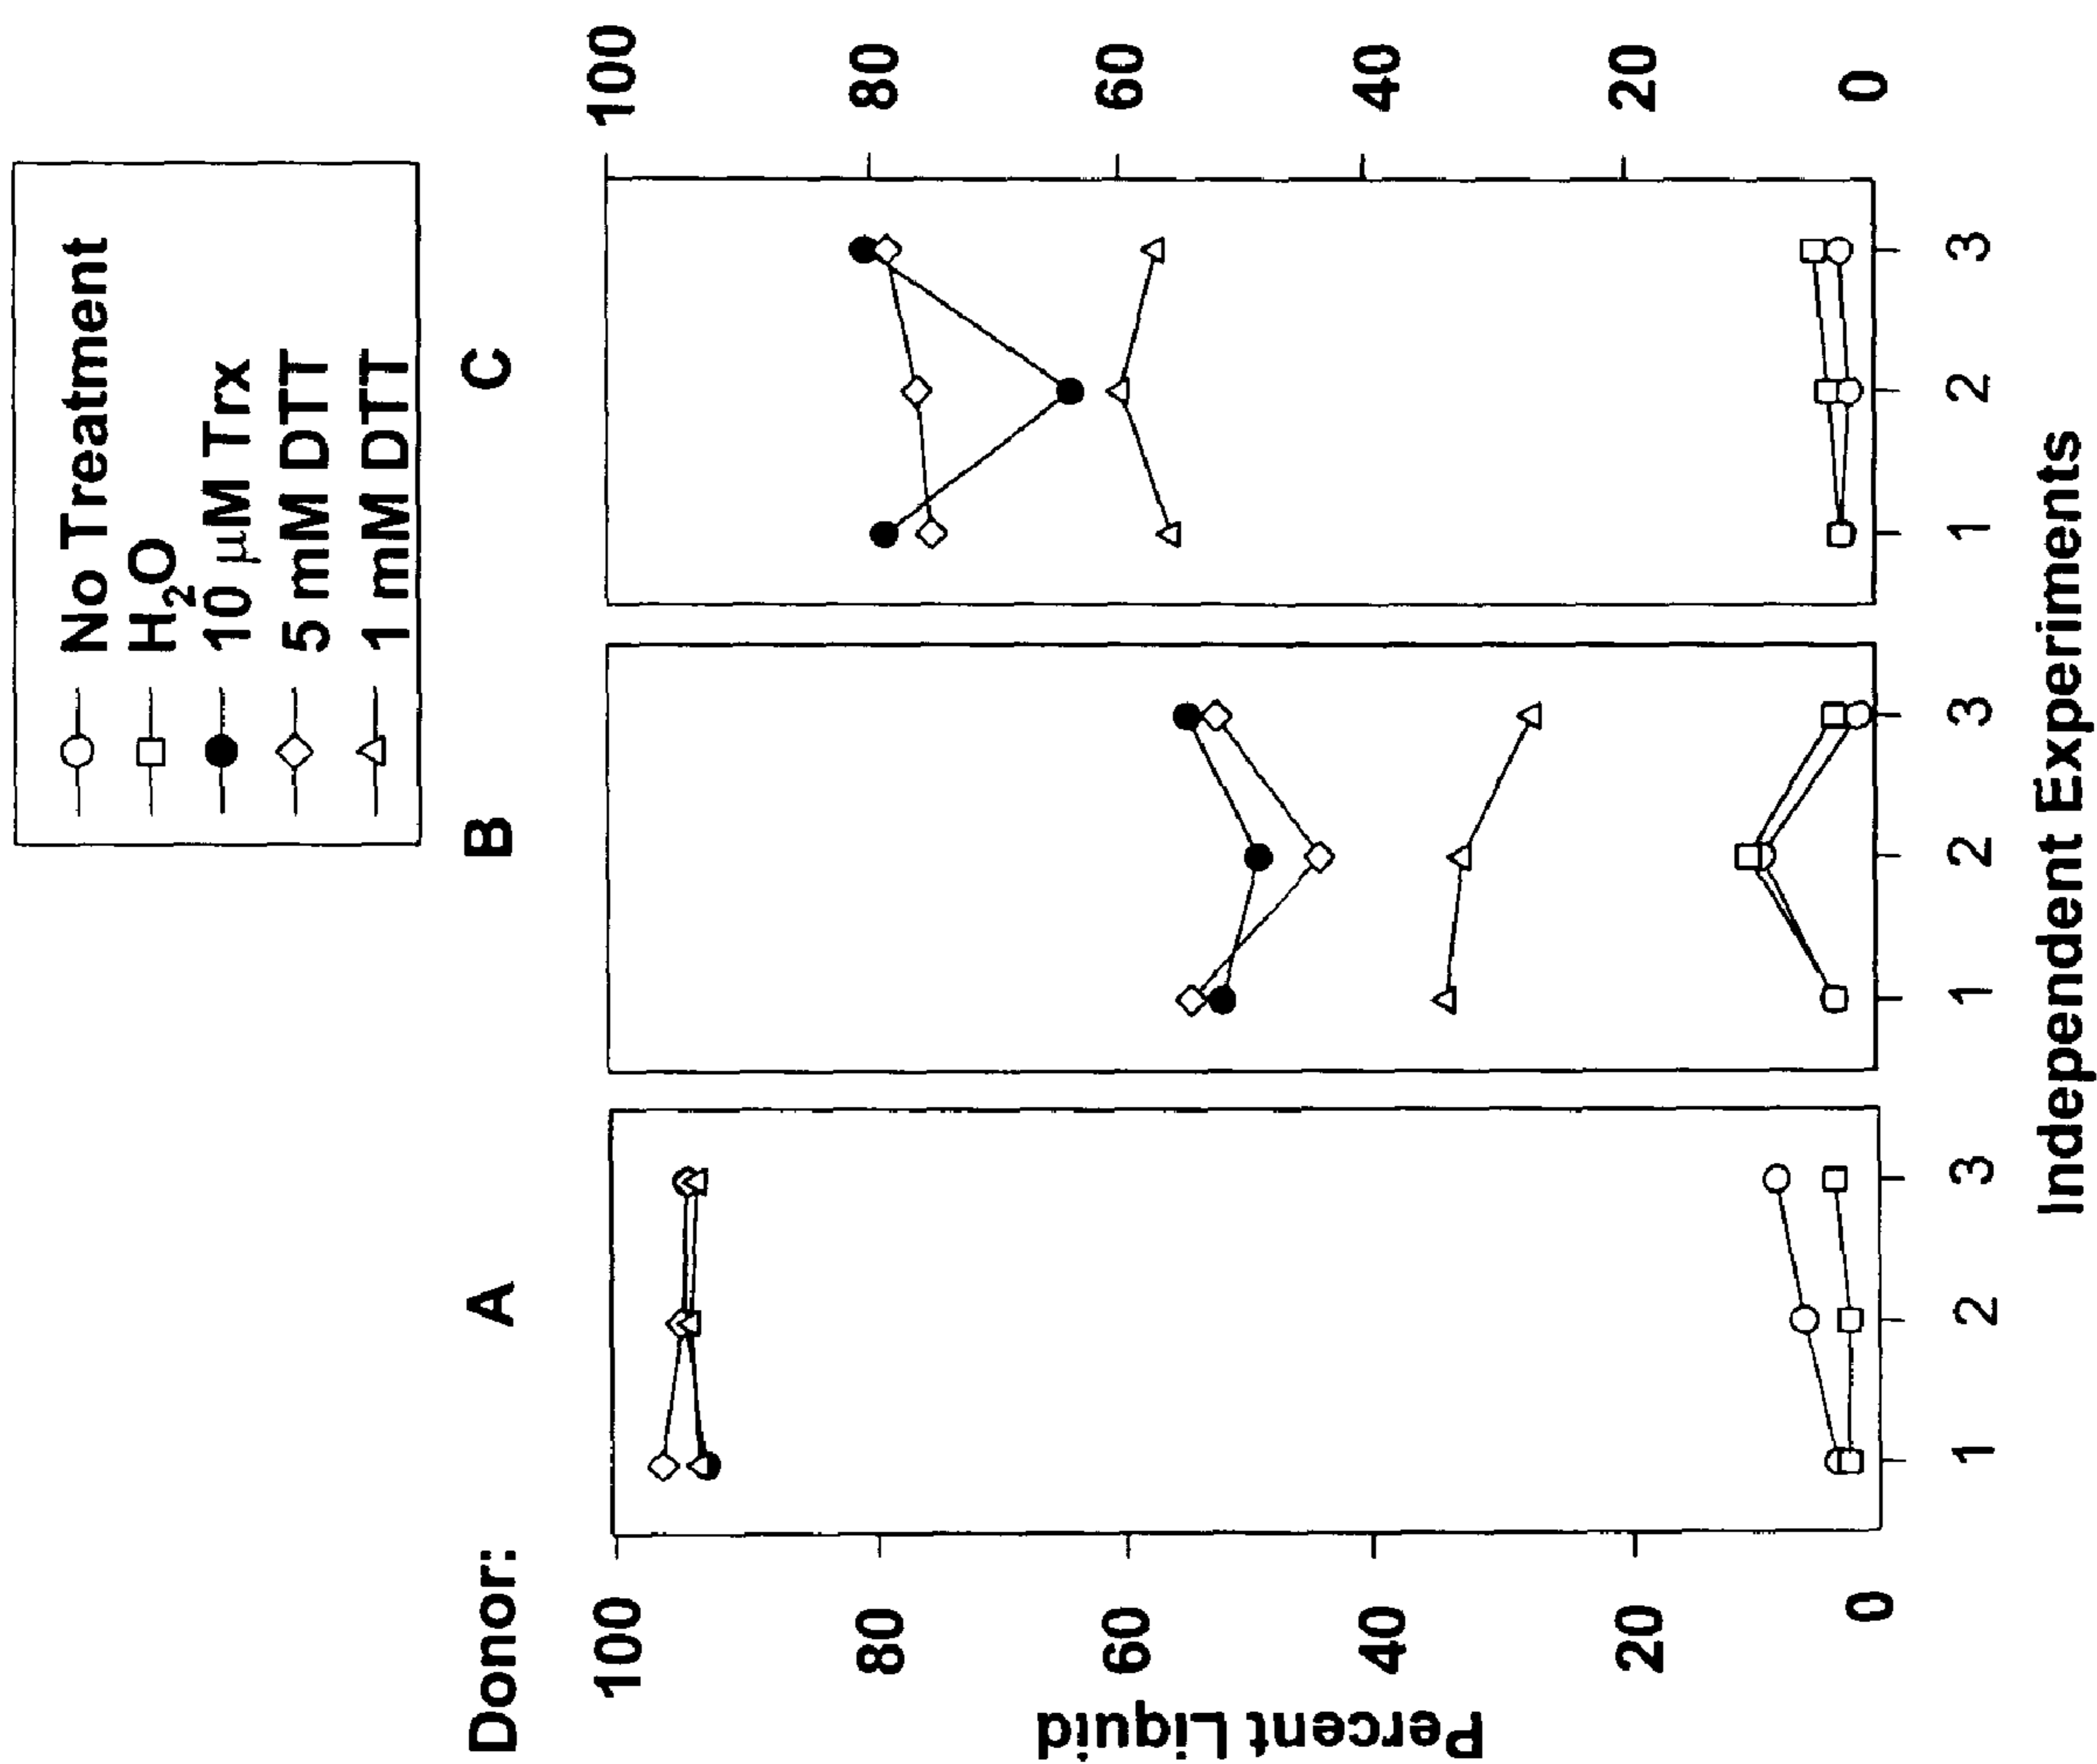 No Treatment
H₂O
10 µM Trx
5 mM DTT
1 mM DTT
Donor: A B C
Percent Liquid
100
80
60
40
20
0
100
80
60
40
20
0
1 2 3 1 2 3 1 2 3
Independent Experiments